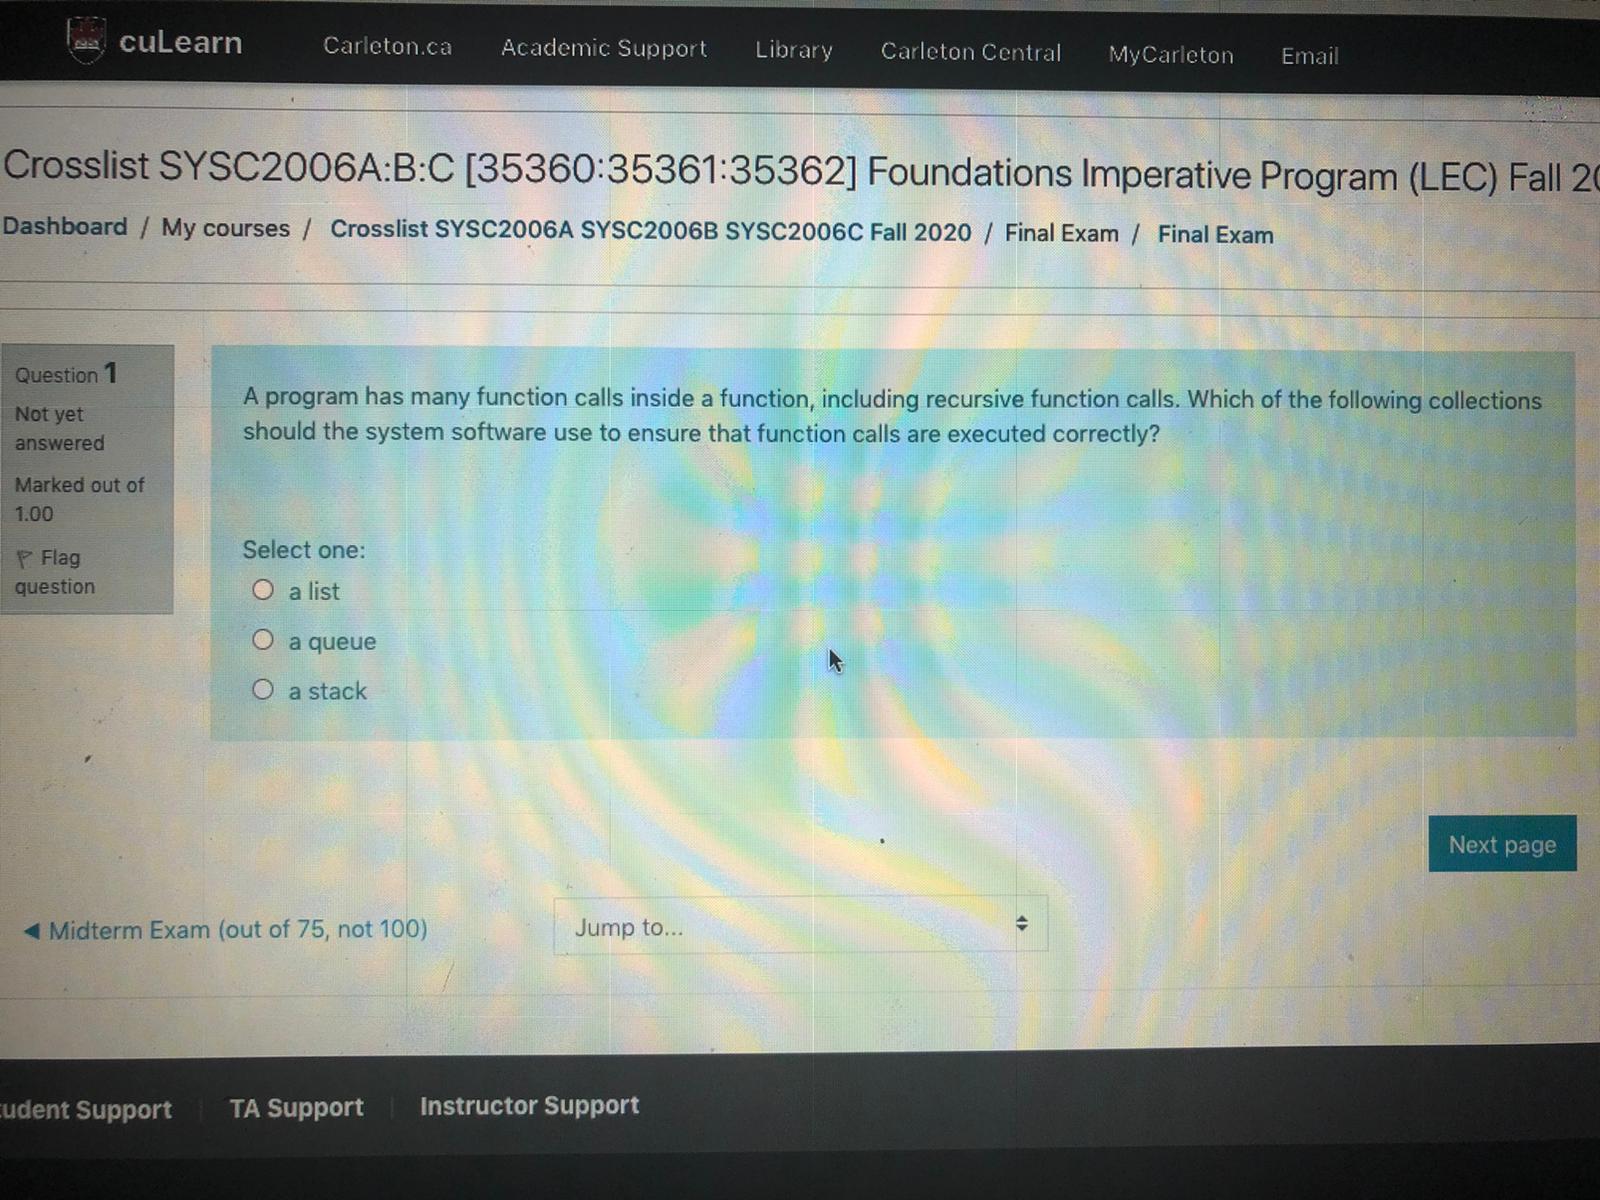 cuLearn Carleton.ca Academic Support Library Carleton Central MyCarleton Email
Crosslist SYSC2006A:B:C [35360:35361:35362] Foundations Imperative Program (LEC) Fall
Dashboard / My courses / Crosslist SYSC2006A SYSC2006B SYSC2006C Fall 2020 / Final Exam / Final Exam
Question 1
Not yet
answered
Marked out of
1.00
Flag
question
A program has many function calls inside a function, including recursive function calls. Which of the following collections
should the system software use to ensure that function calls are executed correctly?
Select one:
a list
a queue
a stack
Next page
◄ Midterm Exam (out of 75, not 100)
Jump to...
udent Support TA Support Instructor Support